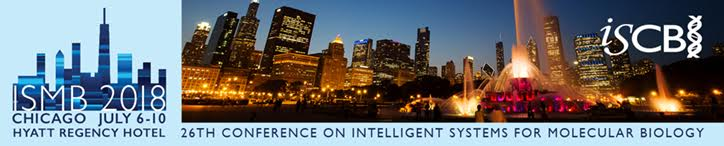 ISMB 2018
CHICAGO JULY 6-10
HYATT REGENCY HOTEL
iSCB
26TH CONFERENCE ON INTELLIGENT SYSTEMS FOR MOLECULAR BIOLOGY